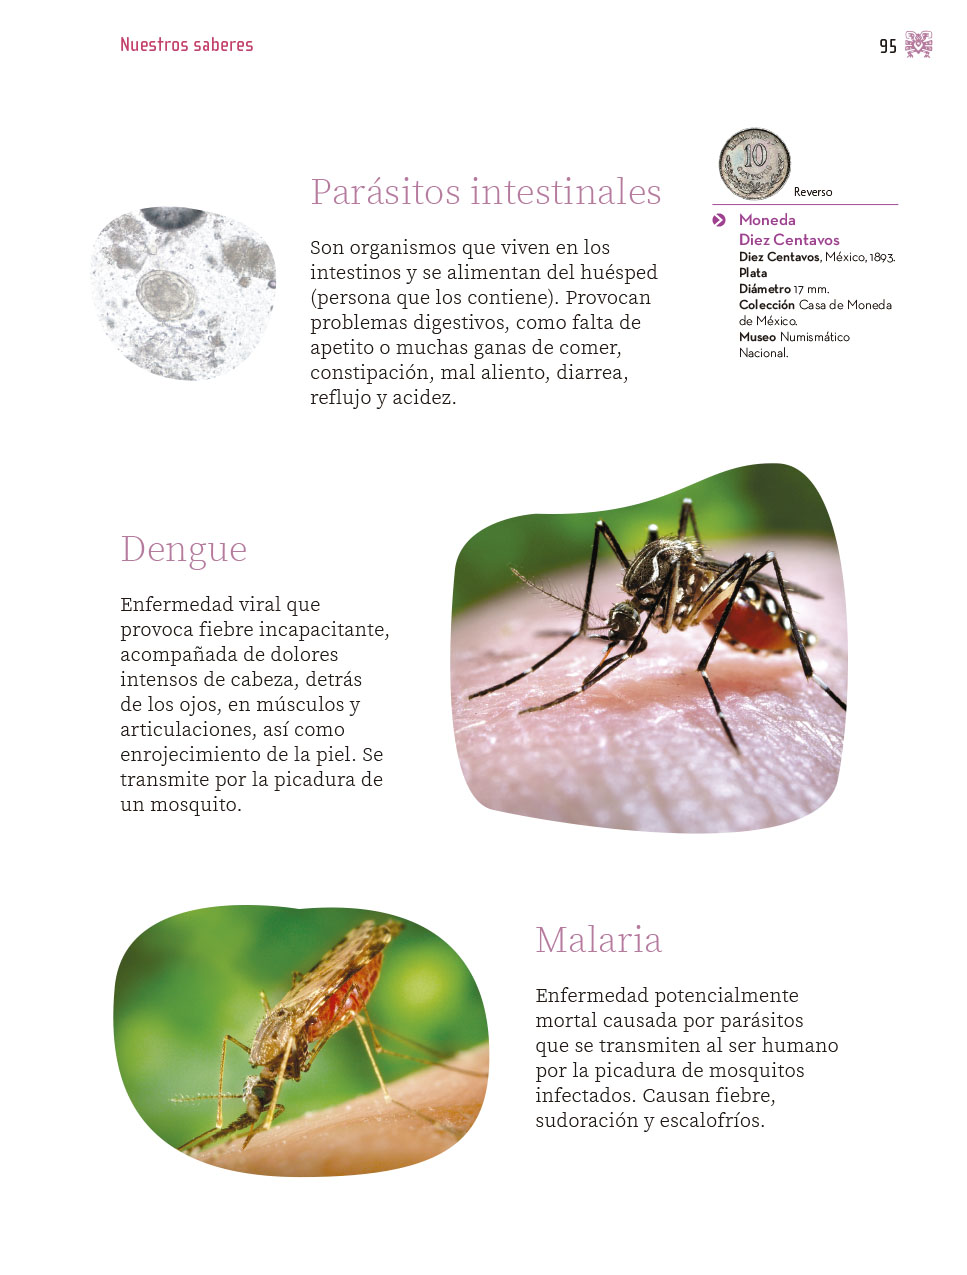 Nuestros saberes
95
10
CENTAVOS
Reverso
Moneda
Diez Centavos
Diez Centavos, México, 1893.
Plata
Diámetro 17 mm.
Colección Casa de Moneda
de México.
Museo Numismático
Nacional.
Parásitos intestinales
Son organismos que viven en los
intestinos y se alimentan del huésped
(persona que los contiene). Provocan
problemas digestivos, como falta de
apetito o muchas ganas de comer,
constipación, mal aliento, diarrea,
reflujo y acidez.
Dengue
Enfermedad viral que
provoca fiebre incapacitante,
acompañada de dolores
intensos de cabeza, detrás
de los ojos, en músculos y
articulaciones, así como
enrojecimiento de la piel. Se
transmite por la picadura de
un mosquito.
Malaria
Enfermedad potencialmente
mortal causada por parásitos
que se transmiten al ser humano
por la picadura de mosquitos
infectados. Causan fiebre,
sudoración y escalofríos.